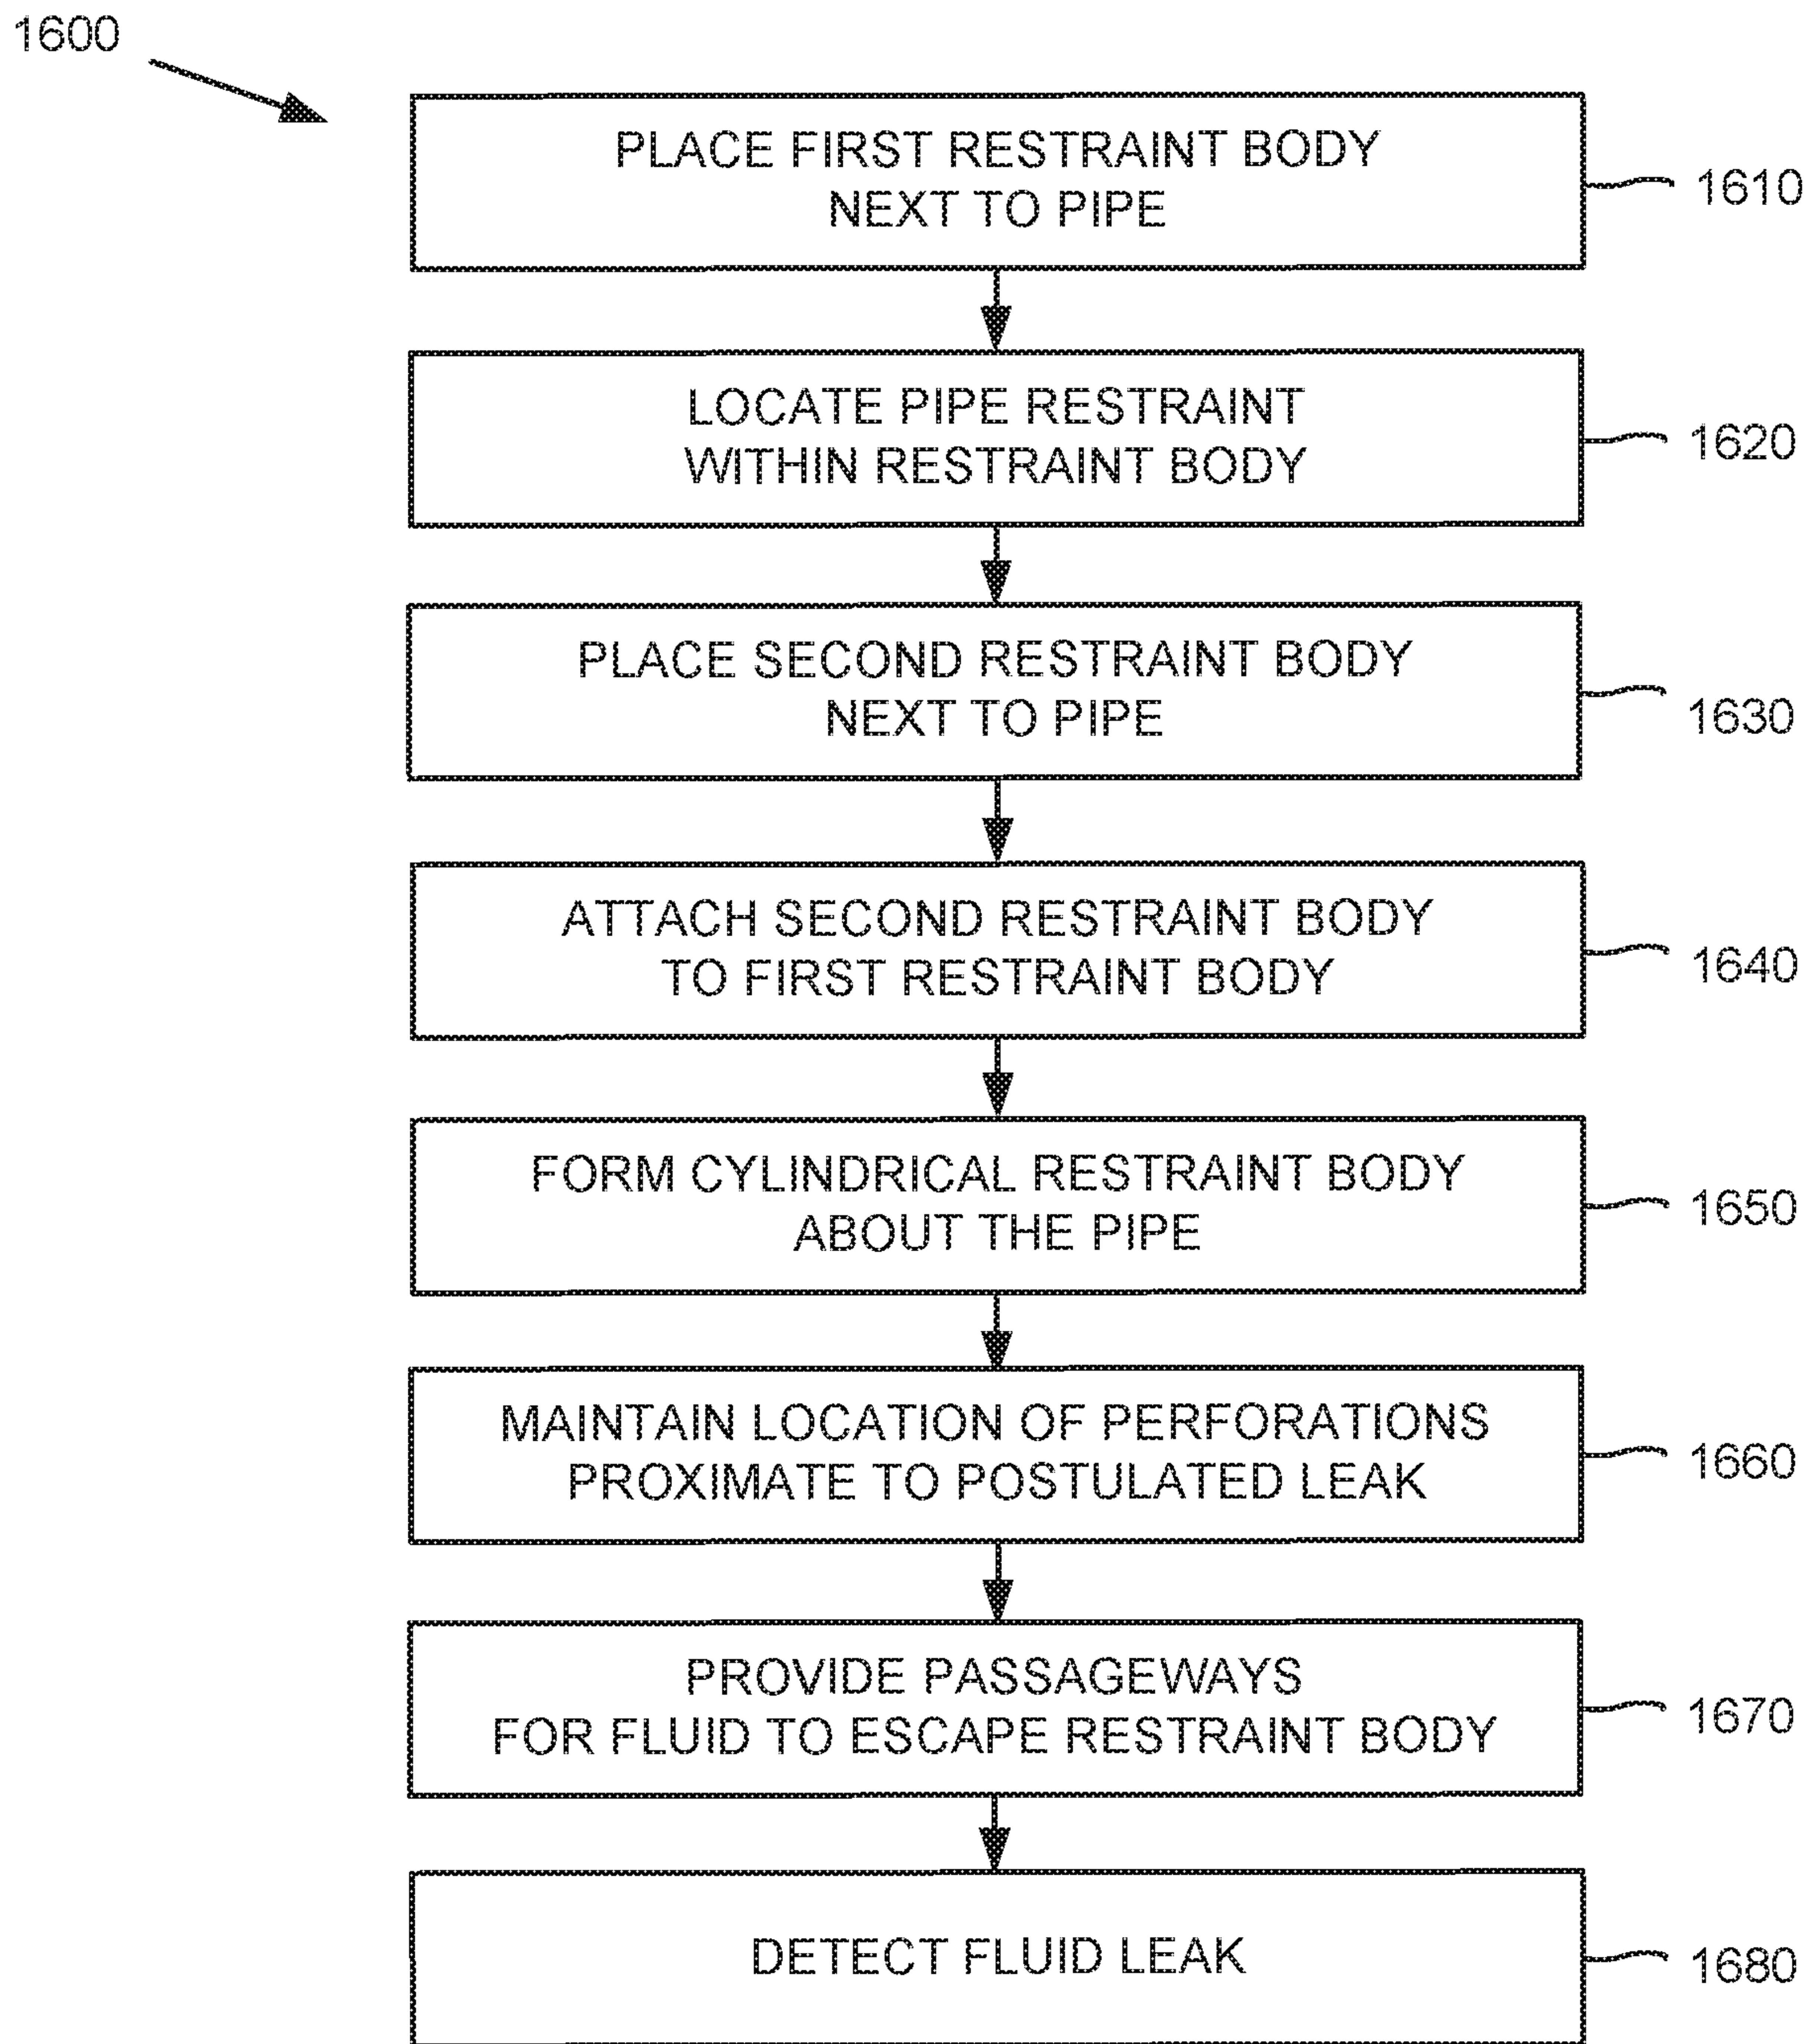 1600
PLACE FIRST RESTRAINT BODY
NEXT TO PIPE
1610
LOCATE PIPE RESTRAINT
WITHIN RESTRAINT BODY
1620
PLACE SECOND RESTRAINT BODY
NEXT TO PIPE
1630
ATTACH SECOND RESTRAINT BODY
TO FIRST RESTRAINT BODY
1640
FORM CYLINDRICAL RESTRAINT BODY
ABOUT THE PIPE
1650
MAINTAIN LOCATION OF PERFORATIONS
PROXIMATE TO POSTULATED LEAK
1660
PROVIDE PASSAGEWAYS
FOR FLUID TO ESCAPE RESTRAINT BODY
1670
DETECT FLUID LEAK
1680